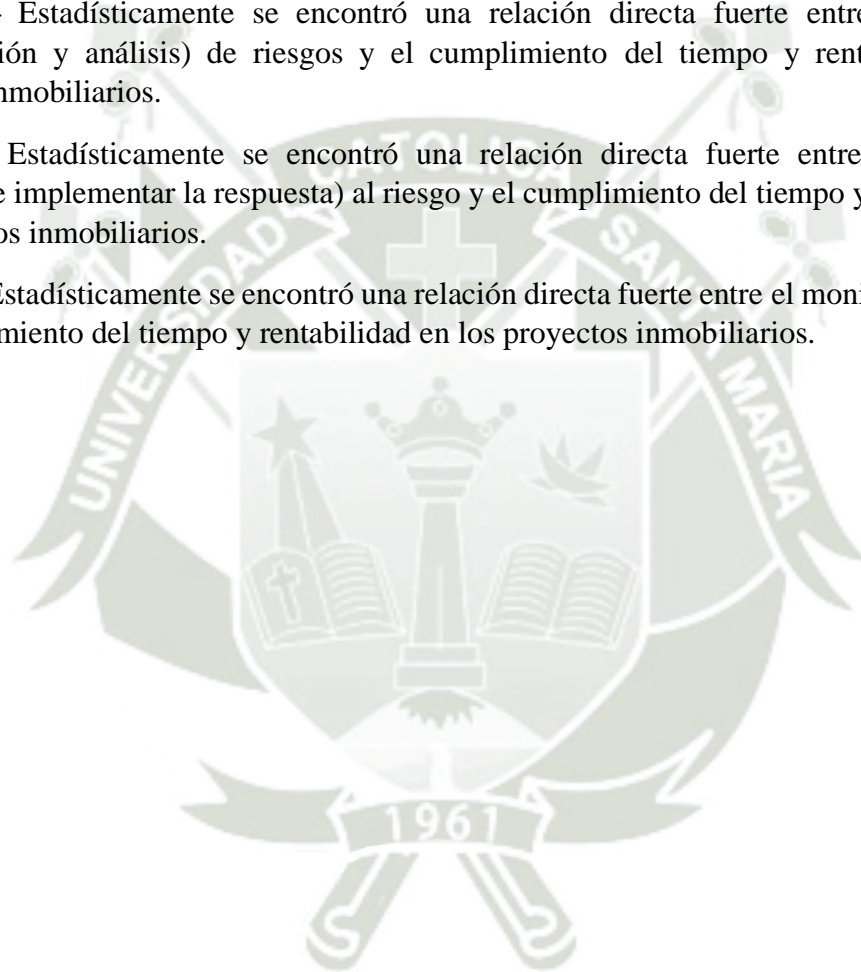 Estadísticamente se encontró una relación directa fuerte entre
ión y análisis) de riesgos y el cumplimiento del tiempo y rent
nmobiliarios.
Estadísticamente se encontró una relación directa fuerte entre
e implementar la respuesta) al riesgo y el cumplimiento del tiempo y
os inmobiliarios.
Estadísticamente se encontró una relación directa fuerte entre el moni
miento del tiempo y rentabilidad en los proyectos inmobiliarios.
UNIVERSIDAD CATOLICA SANTA MARIA
1961